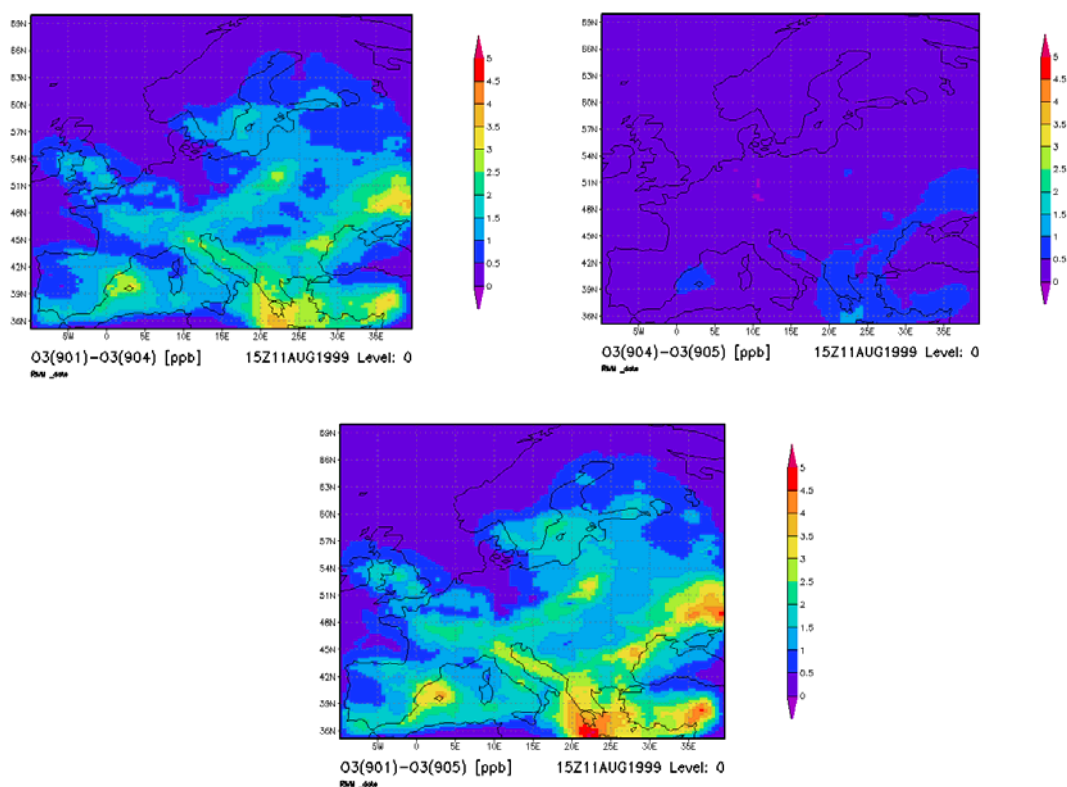 69N
66N
63N
60N
57N
54N
51N
48N
45N
42N
39N
36N
5W 0 5E 10E 15E 20E 25E 30E 35E
5
4.5
4
3.5
3
2.5
2
1.5
1
0.5
0
O3(901)-O3(904) [ppb] 15Z11AUG1999 Level: 0
69N
66N
63N
60N
57N
54N
51N
48N
45N
42N
39N
36N
5W 0 5E 10E 15E 20E 25E 30E 35E
5
4.5
4
3.5
3
2.5
2
1.5
1
0.5
0
O3(904)-O3(905) [ppb] 15Z11AUG1999 Level: 0
69N
66N
63N
60N
57N
54N
51N
48N
45N
42N
39N
36N
5W 0 5E 10E 15E 20E 25E 30E 35E
5
4.5
4
3.5
3
2.5
2
1.5
1
0.5
0
O3(901)-O3(905) [ppb] 15Z11AUG1999 Level: 0